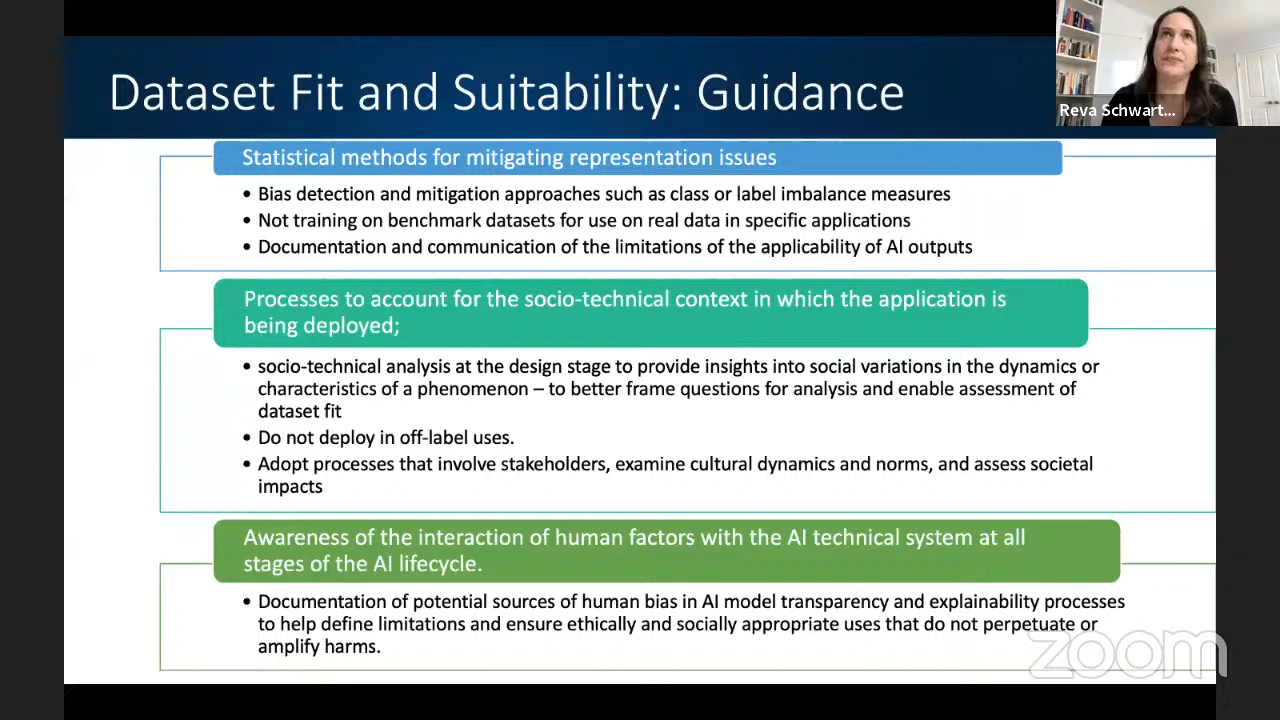 Dataset Fit and Suitability: Guidance
Reva Schwart...
Statistical methods for mitigating representation issues
• Bias detection and mitigation approaches such as class or label imbalance measures
• Not training on benchmark datasets for use on real data in specific applications
• Documentation and communication of the limitations of the applicability of AI outputs
Processes to account for the socio-technical context in which the application is
being deployed;
• socio-technical analysis at the design stage to provide insights into social variations in the dynamics or
characteristics of a phenomenon – to better frame questions for analysis and enable assessment of
dataset fit
• Do not deploy in off-label uses.
• Adopt processes that involve stakeholders, examine cultural dynamics and norms, and assess societal
impacts
Awareness of the interaction of human factors with the AI technical system at all
stages of the AI lifecycle.
• Documentation of potential sources of human bias in AI model transparency and explainability processes
to help define limitations and ensure ethically and socially appropriate uses that do not perpetuate or
amplify harms.
zoom